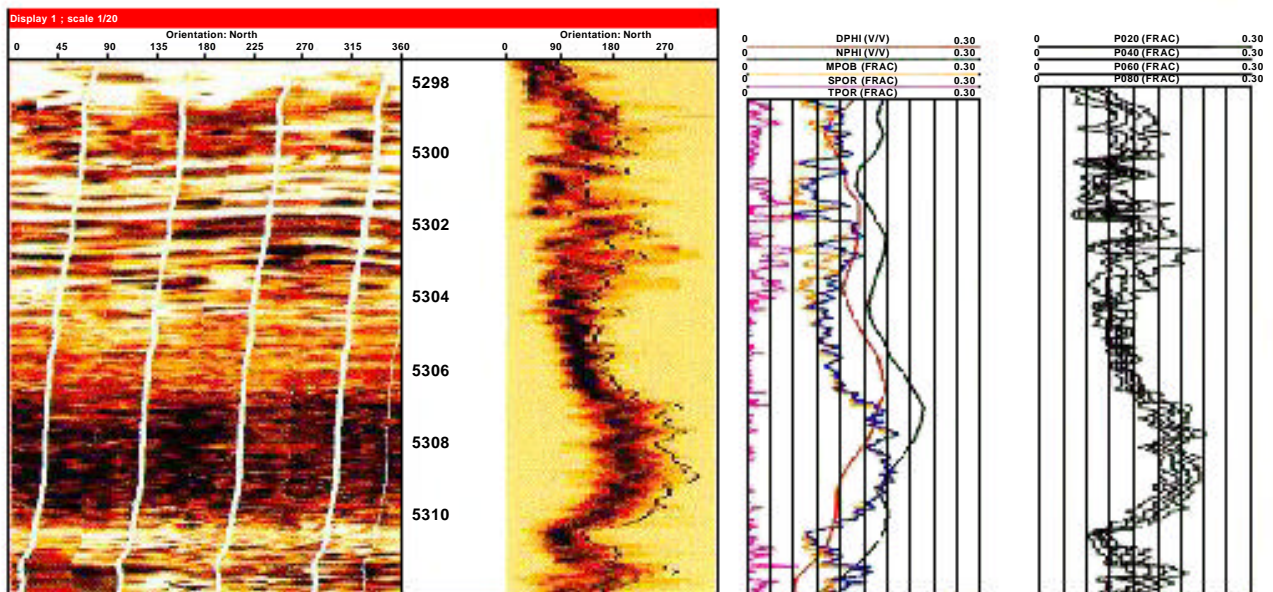 Display 1 ; scale 1/20
Orientation: North
0 45 90 135 180 225 270 315 360
Orientation: North
0 90 180 270
5298
5300
5302
5304
5306
5308
5310
0 DPHI (V/V) 0.30
0 NPHI (V/V) 0.30
0 MPOB (FRAC) 0.30
0 SPOR (FRAC) 0.30
0 TPOR (FRAC) 0.30
0 P020 (FRAC) 0.30
0 P040 (FRAC) 0.30
0 P060 (FRAC) 0.30
0 P080 (FRAC) 0.30